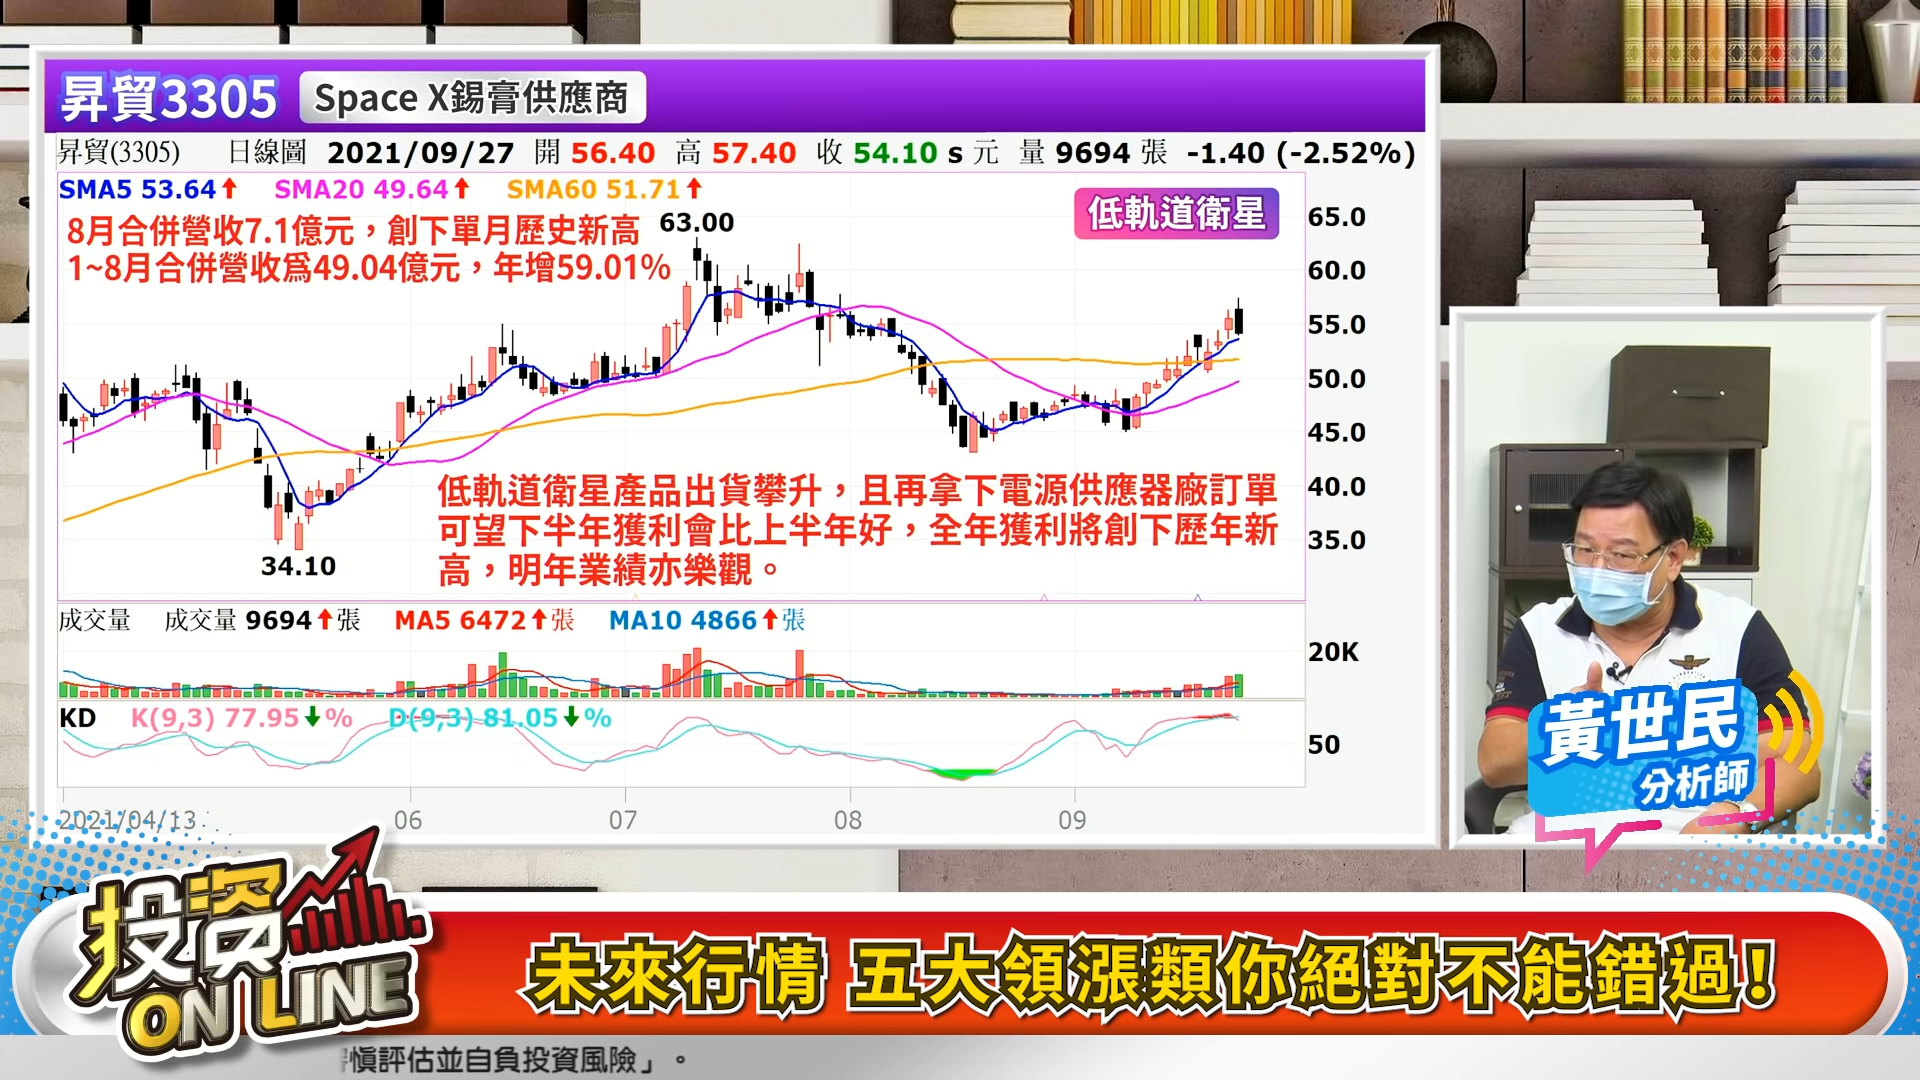 昇貿3305 Space X錫膏供應商
昇貿(3305) 日線圖 2021/09/27 開 56.40 高 57.40 收 54.10 s 元 量 9694 張 -1.40 (-2.52%)
SMA5 53.64↑ SMA20 49.64↑ SMA60 51.71↑
低軌道衛星
8月合併營收7.1億元，創下單月歷史新高
1~8月合併營收為49.04億元，年增59.01%
63.00
65.0
60.0
55.0
50.0
45.0
40.0
35.0
34.10
低軌道衛星產品出貨攀升，且再拿下電源供應器廠訂單
可望下半年獲利會比上半年好，全年獲利將創下歷年新
高，明年業績亦樂觀。
成交量 成交量 9694↑張 MA5 6472↑張 MA10 4866↑張
20K
KD K(9,3) 77.95↓% D(9,3) 81.05↓%
50
2021/04/13 06 07 08 09
黃世民
分析師
投資
ON LINE
未來行情 五大領漲類你絕對不能錯過！
慎評估並自負投資風險」。